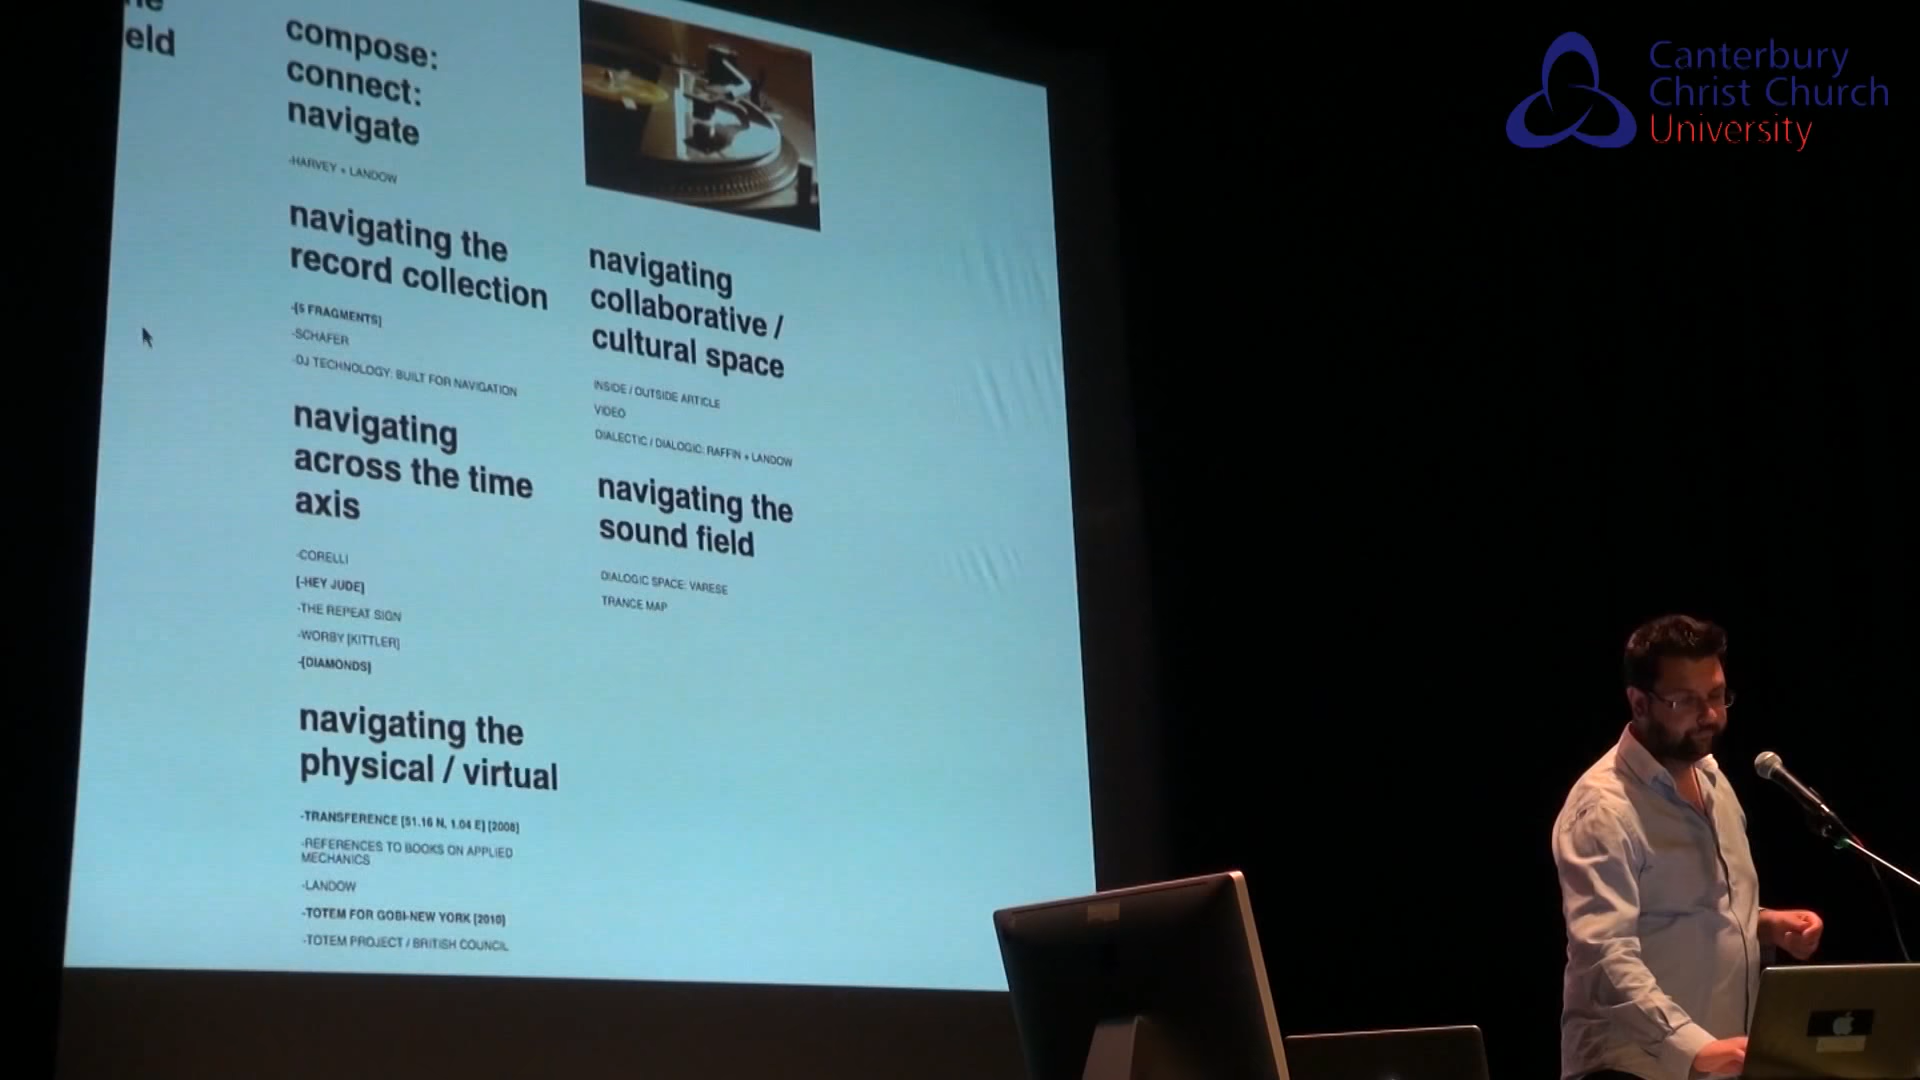 eld
compose:
connect:
navigate
-HARVEY + LANDOW
navigating the
record collection
-[5 FRAGMENTS]
-SCHAFER
-DJ TECHNOLOGY: BUILT FOR NAVIGATION
navigating
across the time
axis
-CORELLI
[-HEY JUDE]
-THE REPEAT SIGN
-WORBY [KITTLER]
-[DIAMONDS]
navigating the
physical / virtual
-TRANSFERENCE [51.16 N, 1.04 E] [2008]
-REFERENCES TO BOOKS ON APPLIED
MECHANICS
-LANDOW
-TOTEM FOR GOBI-NEW YORK [2010]
-TOTEM PROJECT / BRITISH COUNCIL
navigating
collaborative /
cultural space
INSIDE / OUTSIDE ARTICLE
VIDEO
DIALECTIC / DIALOGIC: RAFFIN + LANDOW
navigating the
sound field
DIALOGIC SPACE: VARESE
TRANCE MAP
Canterbury
Christ Church
University